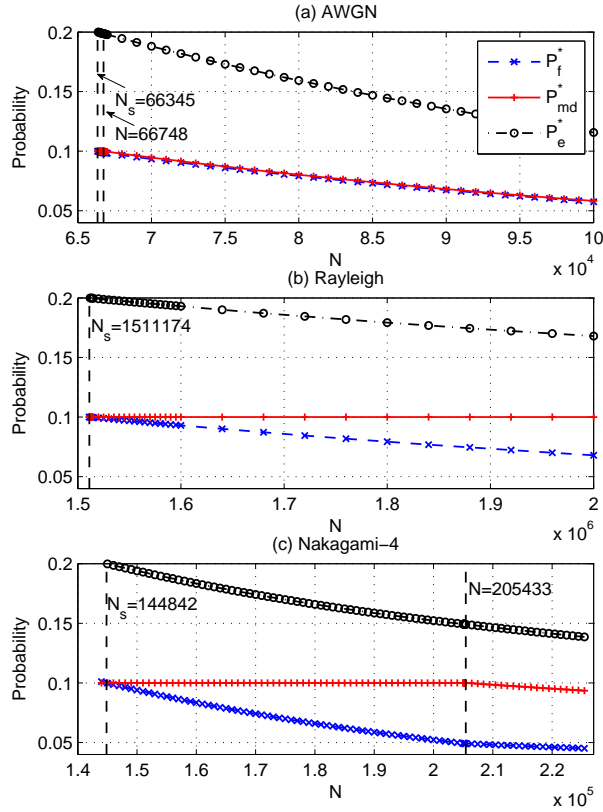 (a) AWGN
0.2
0.15
0.1
0.05
Probability
N_s=66345
N=66748
P_f^*
P_md^*
P_e^*
6.5 7 7.5 8 8.5 9 9.5 10
N
x 10^4
(b) Rayleigh
0.2
0.15
0.1
0.05
Probability
N_s=1511174
1.5 1.6 1.7 1.8 1.9 2
N
x 10^6
(c) Nakagami−4
0.2
0.15
0.1
0.05
Probability
N_s=144842
N=205433
1.4 1.5 1.6 1.7 1.8 1.9 2 2.1 2.2
N
x 10^5